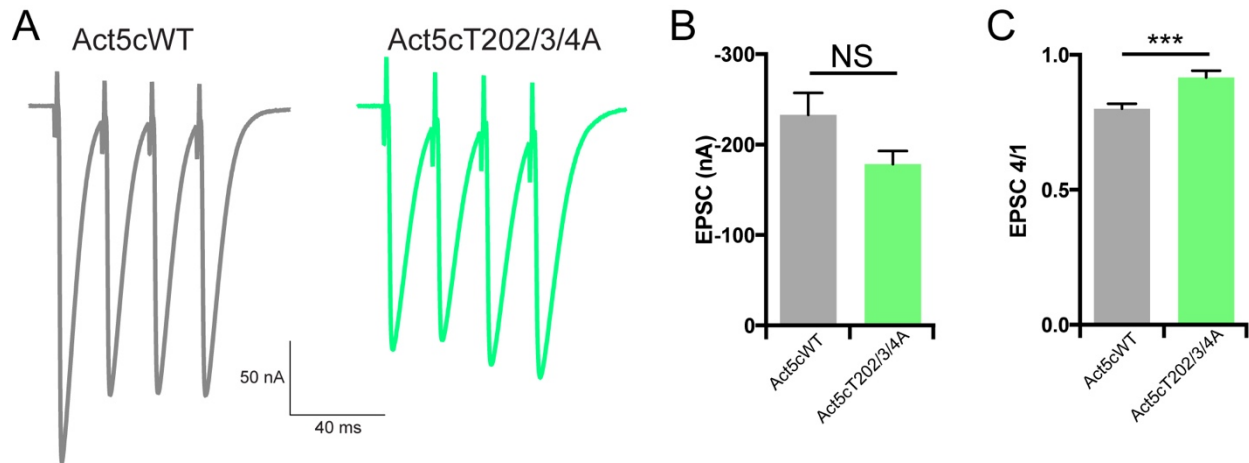 A
Act5cWT
Act5cT202/3/4A
50 nA
40 ms
B
-300
-200
-100
0
EPSC (nA)
NS
Act5cWT
Act5cT202/3/4A
C
1.0
0.5
0.0
EPSC 4/1
***
Act5cWT
Act5cT202/3/4A